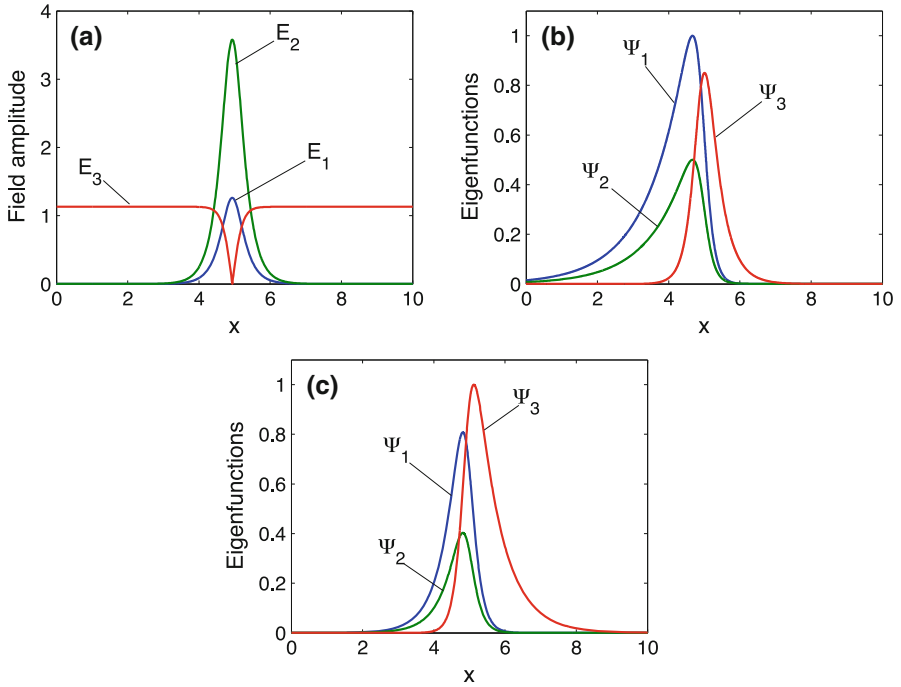 (a)
E₂
E₁
E₃
Field amplitude
4
3
2
1
0
0 2 4 6 8 10
x
(b)
Ψ₁
Ψ₃
Ψ₂
Eigenfunctions
1
0.8
0.6
0.4
0.2
0
0 2 4 6 8 10
x
(c)
Ψ₃
Ψ₁
Ψ₂
Eigenfunctions
1
0.8
0.6
0.4
0.2
0
0 2 4 6 8 10
x